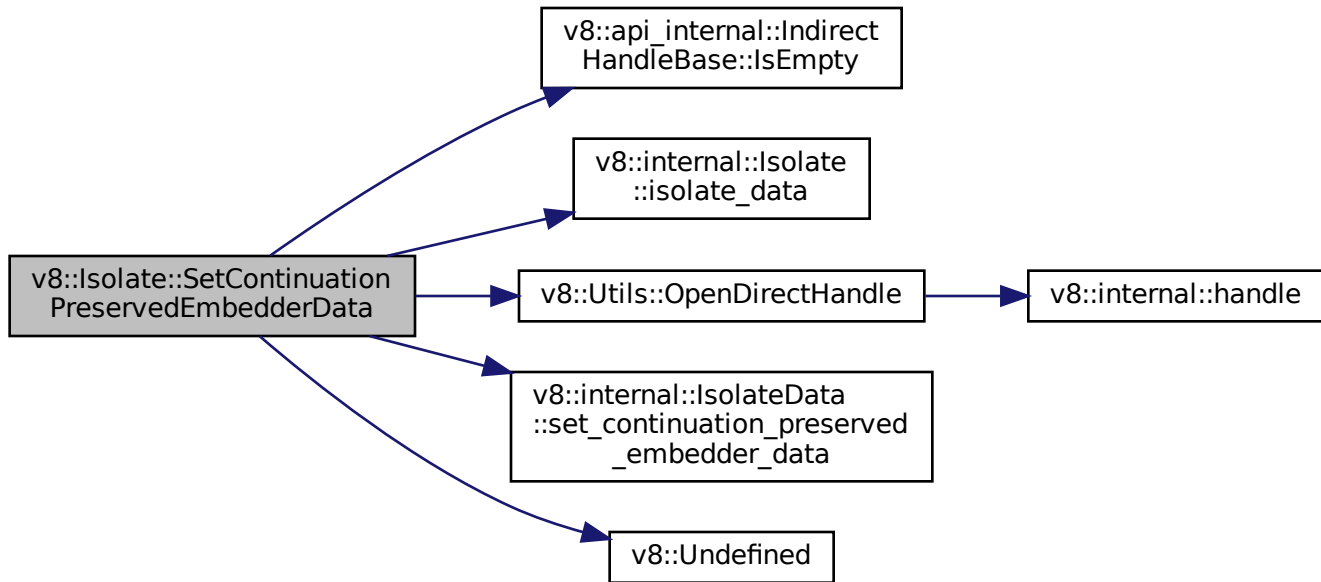 v8::api_internal::Indirect
HandleBase::IsEmpty
v8::internal::Isolate
::isolate_data
v8::Isolate::SetContinuation
PreservedEmbedderData
v8::Utils::OpenDirectHandle
v8::internal::handle
v8::internal::IsolateData
::set_continuation_preserved
_embedder_data
v8::Undefined